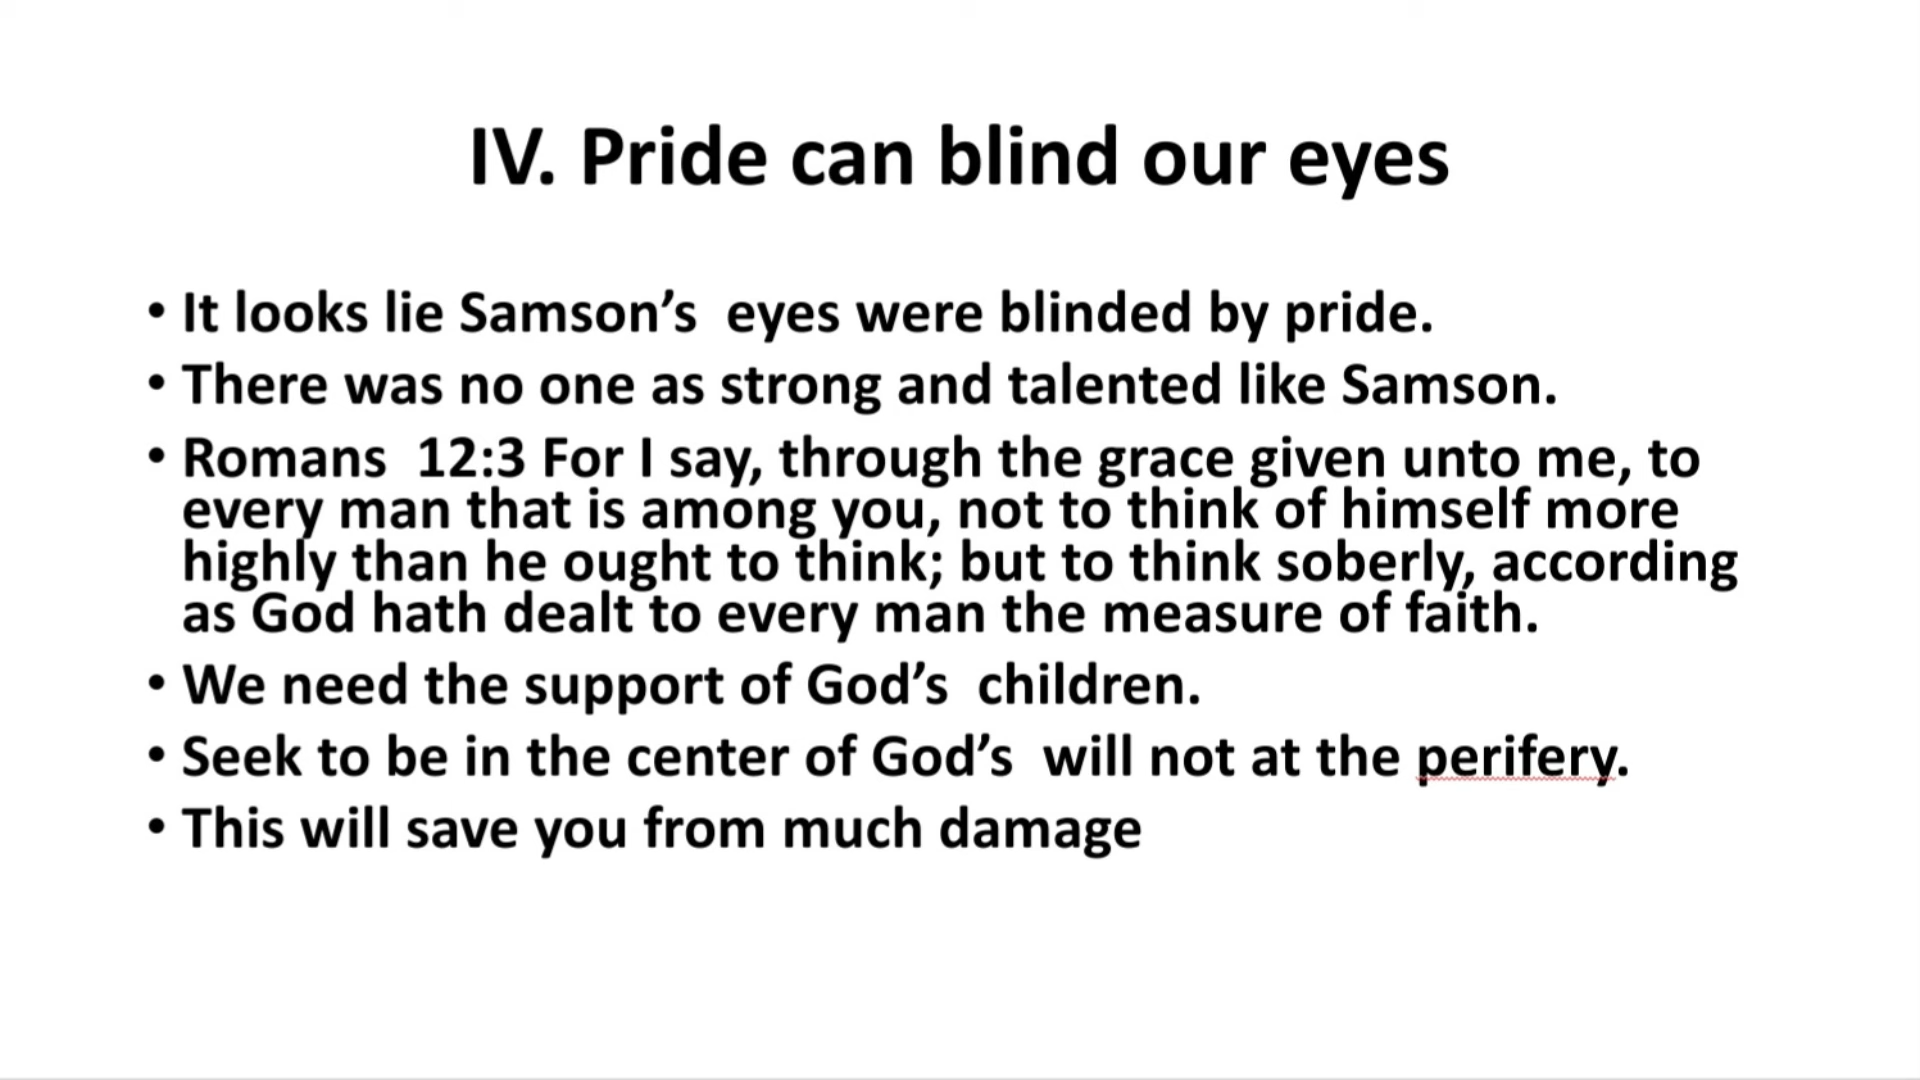 IV. Pride can blind our eyes
• It looks lie Samson’s  eyes were blinded by pride.
• There was no one as strong and talented like Samson.
• Romans  12:3 For I say, through the grace given unto me, to
every man that is among you, not to think of himself more
highly than he ought to think; but to think soberly, according
as God hath dealt to every man the measure of faith.
• We need the support of God’s  children.
• Seek to be in the center of God’s  will not at the perifery.
• This will save you from much damage